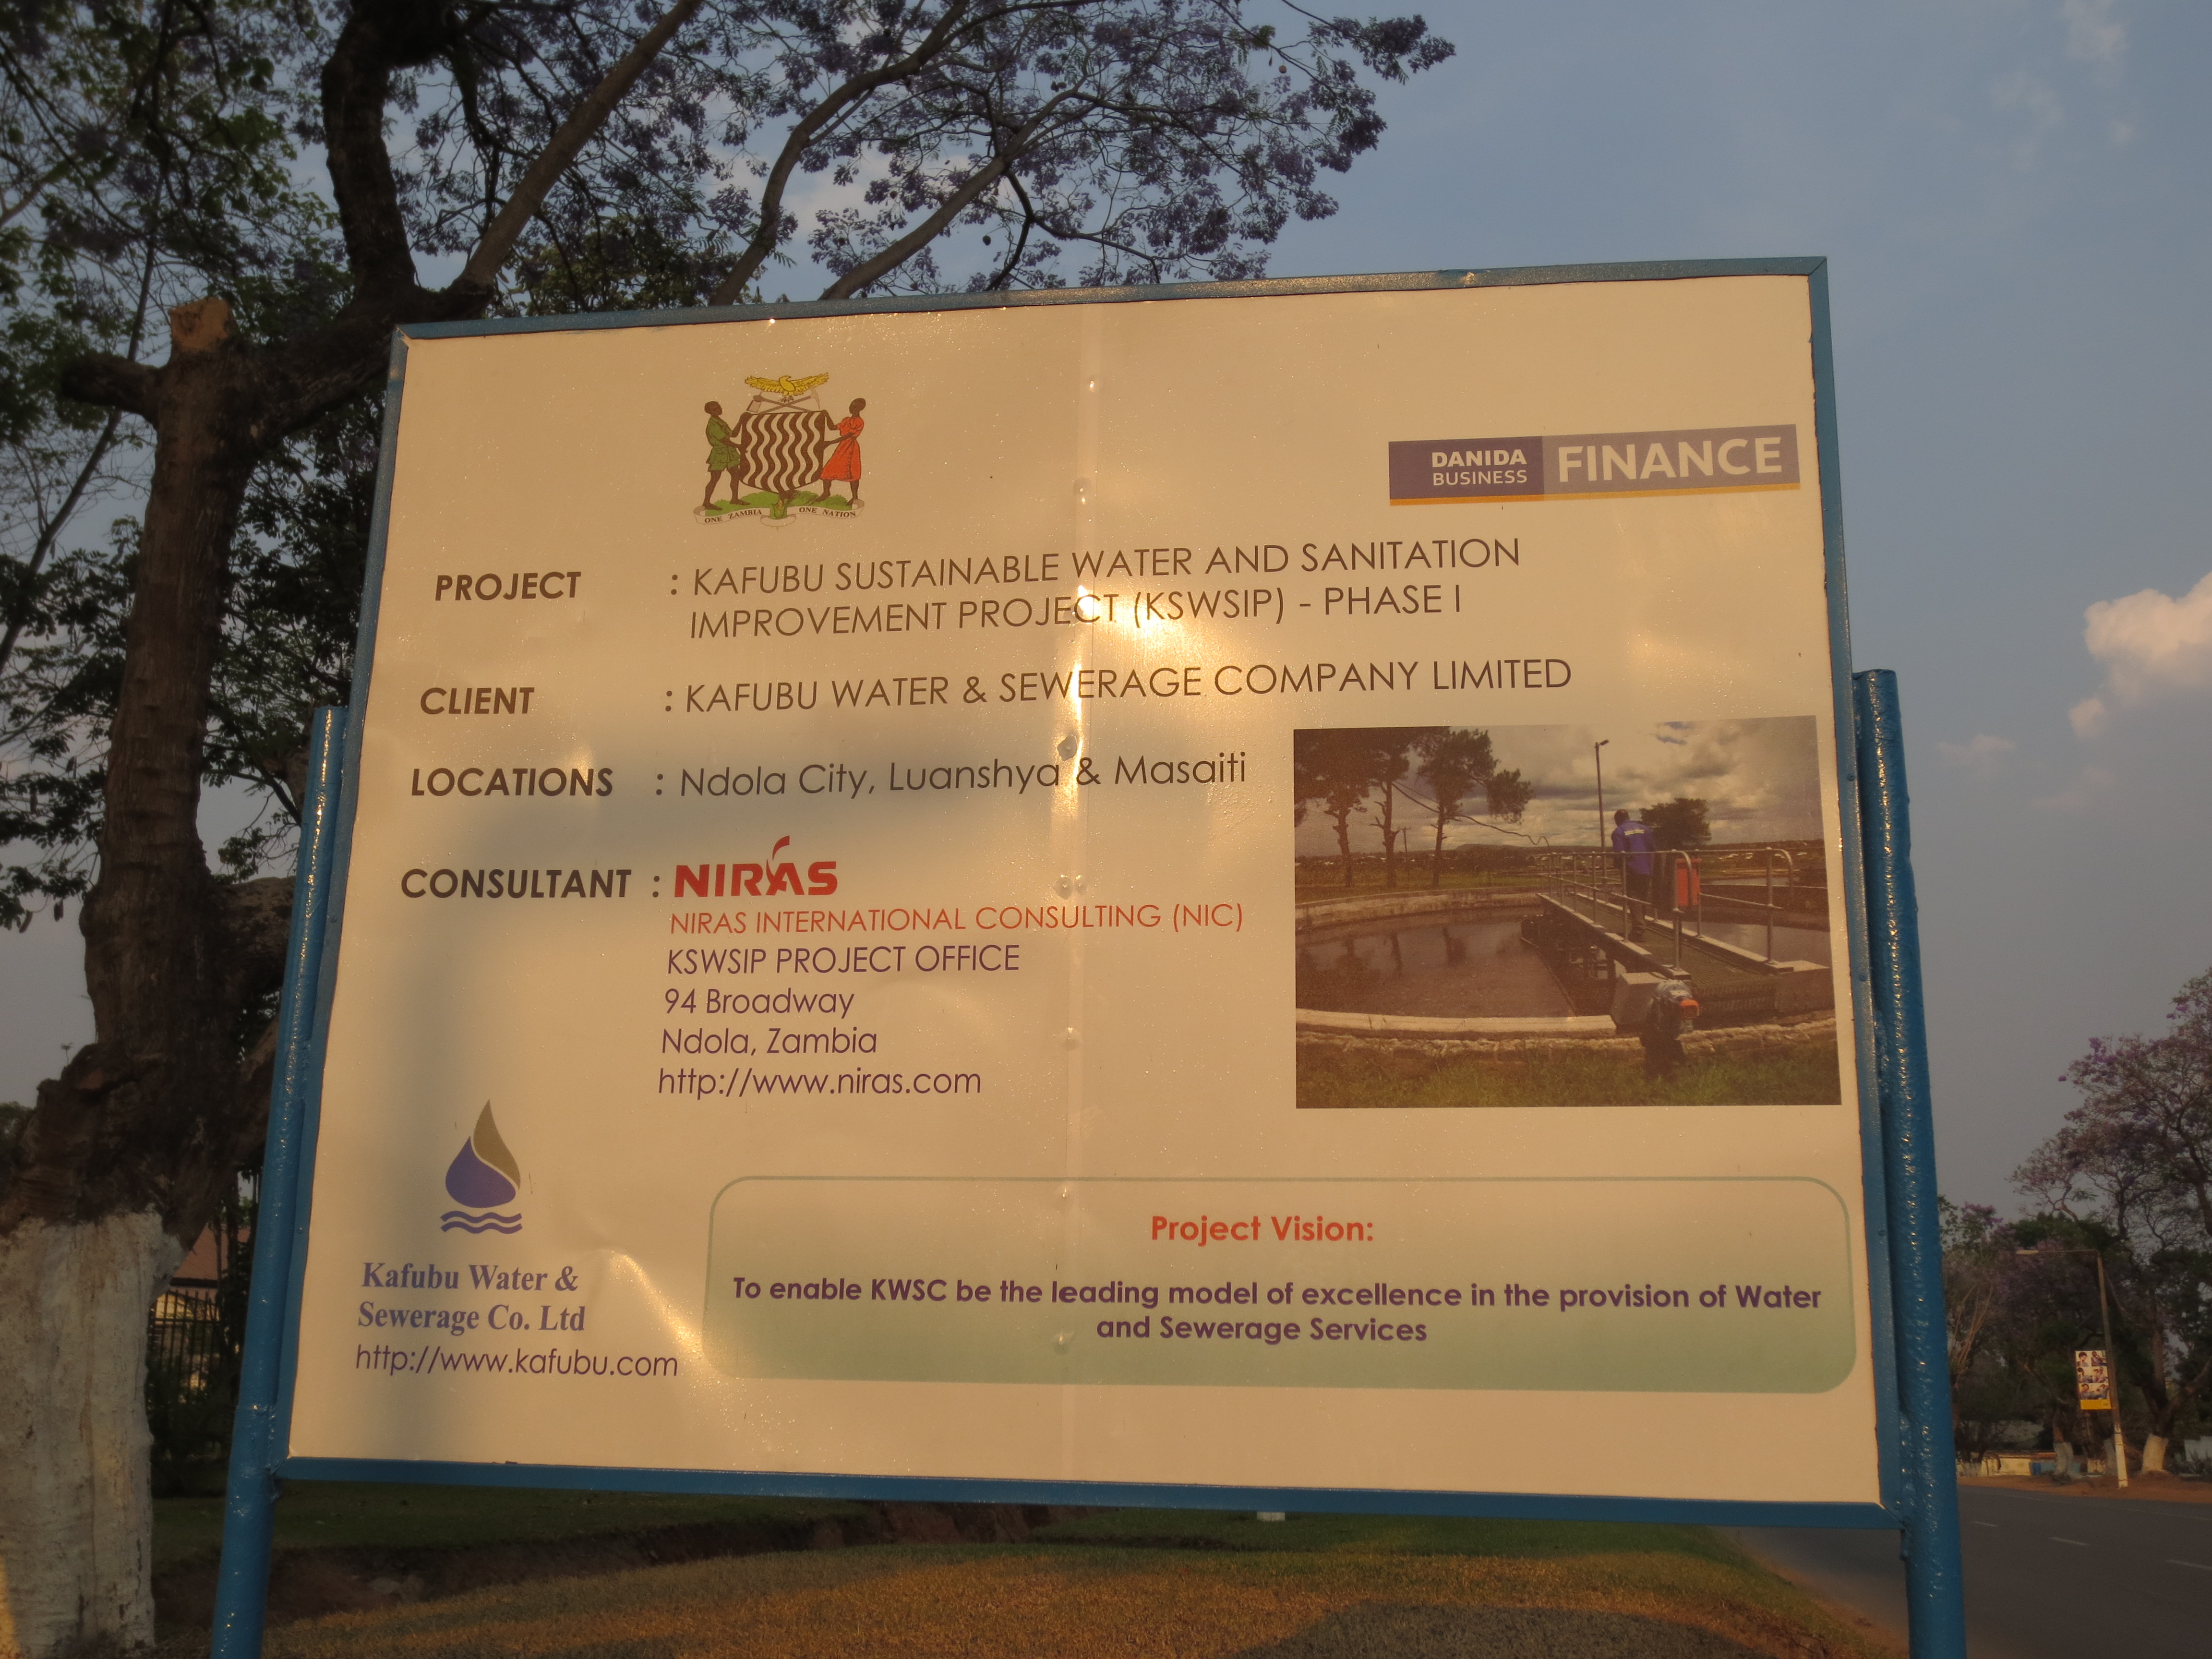 ONE ZAMBIA ONE NATION
DANIDA
BUSINESS
FINANCE
PROJECT : KAFUBU SUSTAINABLE WATER AND SANITATION
IMPROVEMENT PROJECT (KSWSIP) - PHASE I
CLIENT : KAFUBU WATER & SEWERAGE COMPANY LIMITED
LOCATIONS : Ndola City, Luanshya & Masaiti
CONSULTANT : NIRAS
NIRAS INTERNATIONAL CONSULTING (NIC)
KSWSIP PROJECT OFFICE
94 Broadway
Ndola, Zambia
http://www.niras.com
Kafubu Water &
Sewerage Co. Ltd
http://www.kafubu.com
Project Vision:
To enable KWSC be the leading model of excellence in the provision of Water
and Sewerage Services